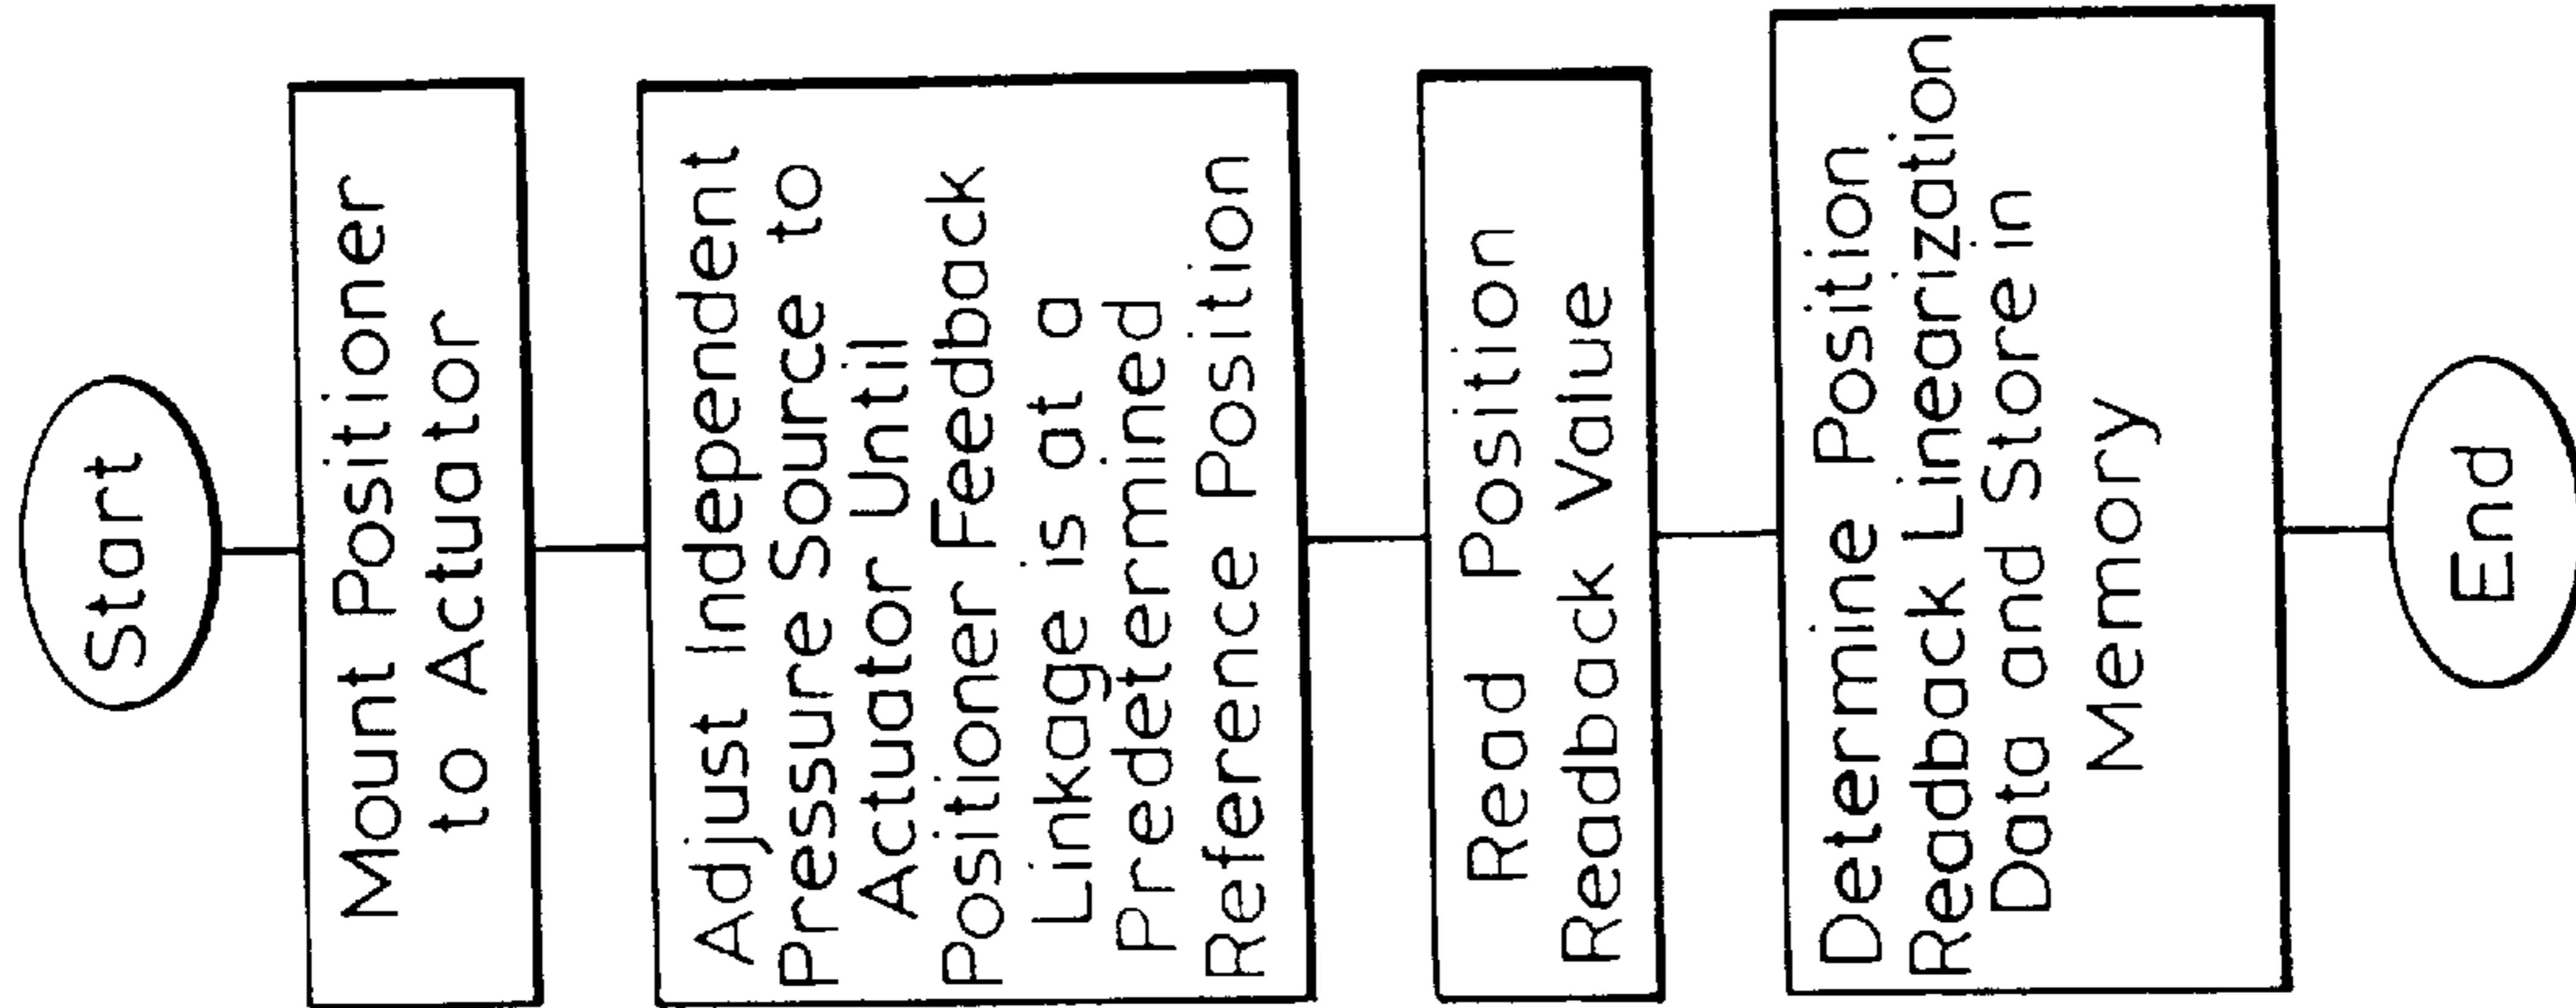 Start
Mount Positioner
to Actuator
Adjust Independent
Pressure Source to
Actuator Until
Positioner Feedback
Linkage is at a
Predetermined
Reference Position
Read Position
Readback Value
Determine Position
Readback Linearization
Data and Store in
Memory
End